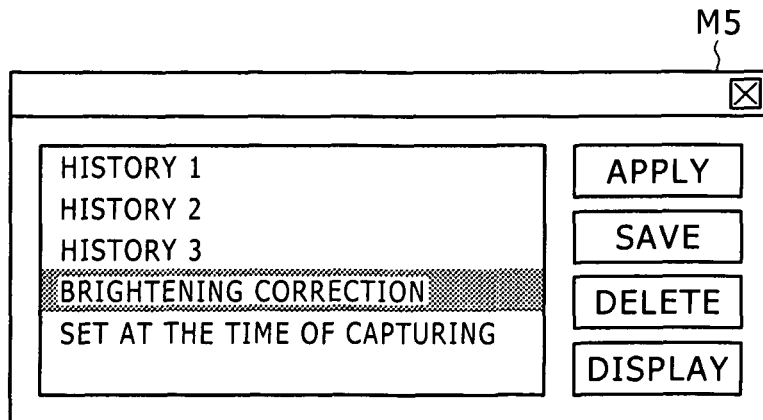 M5
HISTORY 1
HISTORY 2
HISTORY 3
BRIGHTENING CORRECTION
SET AT THE TIME OF CAPTURING
APPLY
SAVE
DELETE
DISPLAY